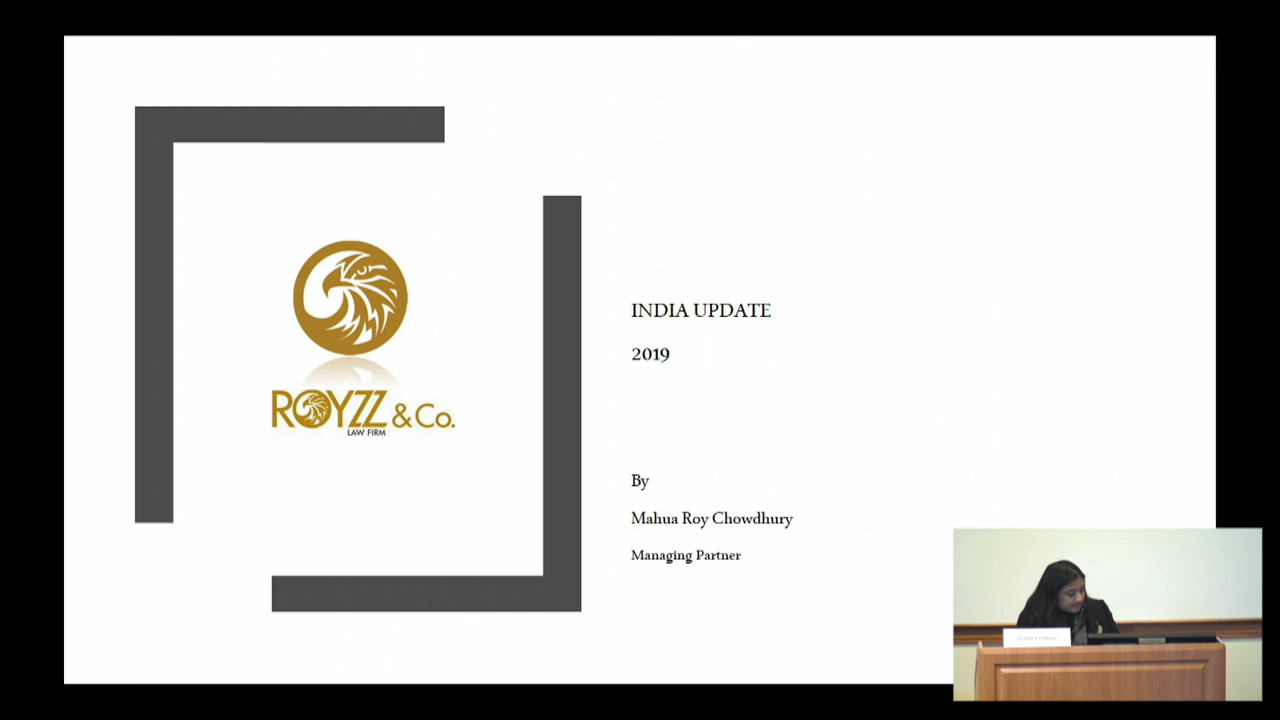 ROYZZ & Co.
LAW FIRM
INDIA UPDATE
2019
By
Mahua Roy Chowdhury
Managing Partner